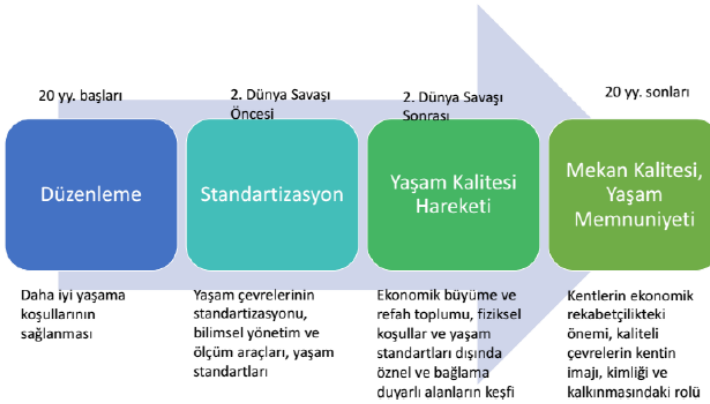 20 yy. başları
2. Dünya Savaşı
Öncesi
2. Dünya Savaşı
Sonrası
20 yy. sonları
Düzenleme
Standartizasyon
Yaşam Kalitesi
Hareketi
Mekan Kalitesi,
Yaşam
Memnuniyeti
Daha iyi yaşama
koşullarının
sağlanması
Yaşam çevrelerinin
standartizasyonu,
bilimsel yönetim ve
ölçüm araçları, yaşam
standartları
Ekonomik büyüme ve
refah toplumu, fiziksel
koşullar ve yaşam
standartları dışında
öznel ve bağlama
duyarlı alanların keşfi
Kentlerin ekonomik
rekabetçilikteki
önemi, kaliteli
çevrelerin kentin
imajı, kimliği ve
kalkınmasındaki rolü